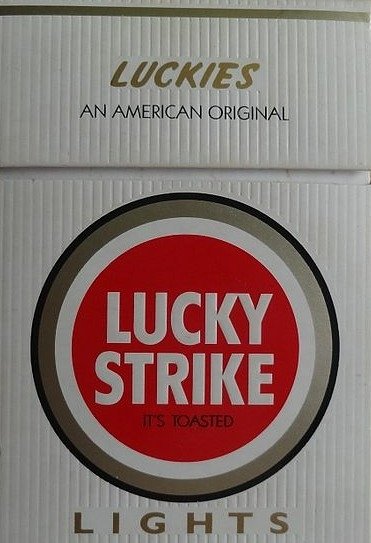 LUCKIES
AN AMERICAN ORIGINAL
LUCKY
STRIKE
IT'S TOASTED
LIGHTS